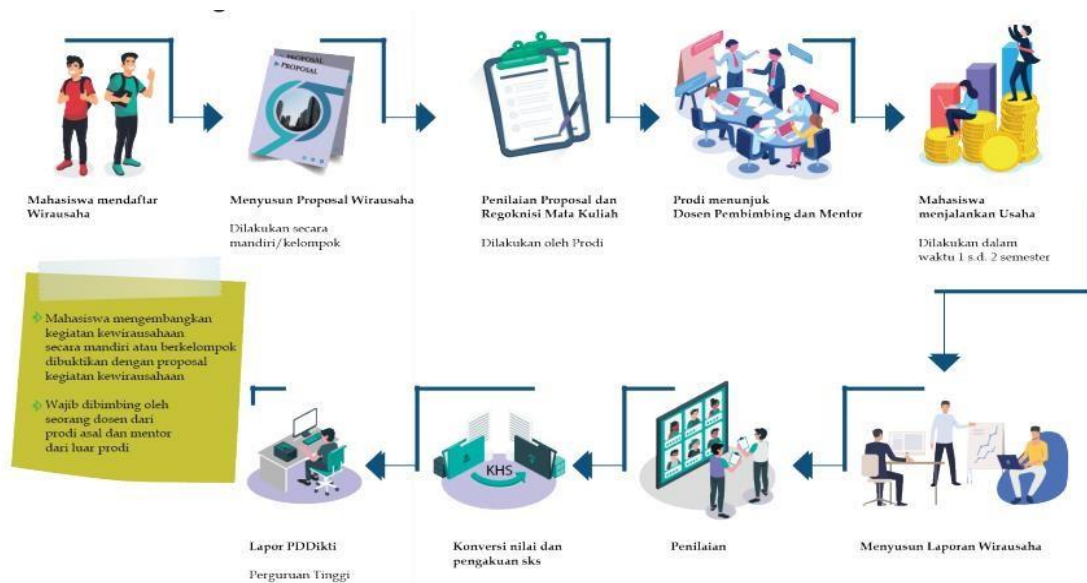 PROPOSAL
PROPOSAL
Mahasiswa mendaftar
Wirausaha
Menyusun Proposal Wirausaha
Dilakukan secara
mandiri/kelompok
Penilaian Proposal dan
Regoknisi Mata Kuliah
Dilakukan oleh Prodi
Prodi menunjuk
Dosen Pembimbing dan Mentor
Mahasiswa
menjalankan Usaha
Dilakukan dalam
waktu 1 s.d. 2 semester
Mahasiswa mengembangkan
kegiatan kewirausahaan
secara mandiri atau berkelompok
dibuktikan dengan proposal
kegiatan kewirausahaan
Wajib dibimbing oleh
seorang dosen dari
prodi asal dan mentor
dari luar prodi
KHS
Lapor PDDikti
Perguruan Tinggi
Konversi nilai dan
pengakuan sks
Penilaian
Menyusun Laporan Wirausaha